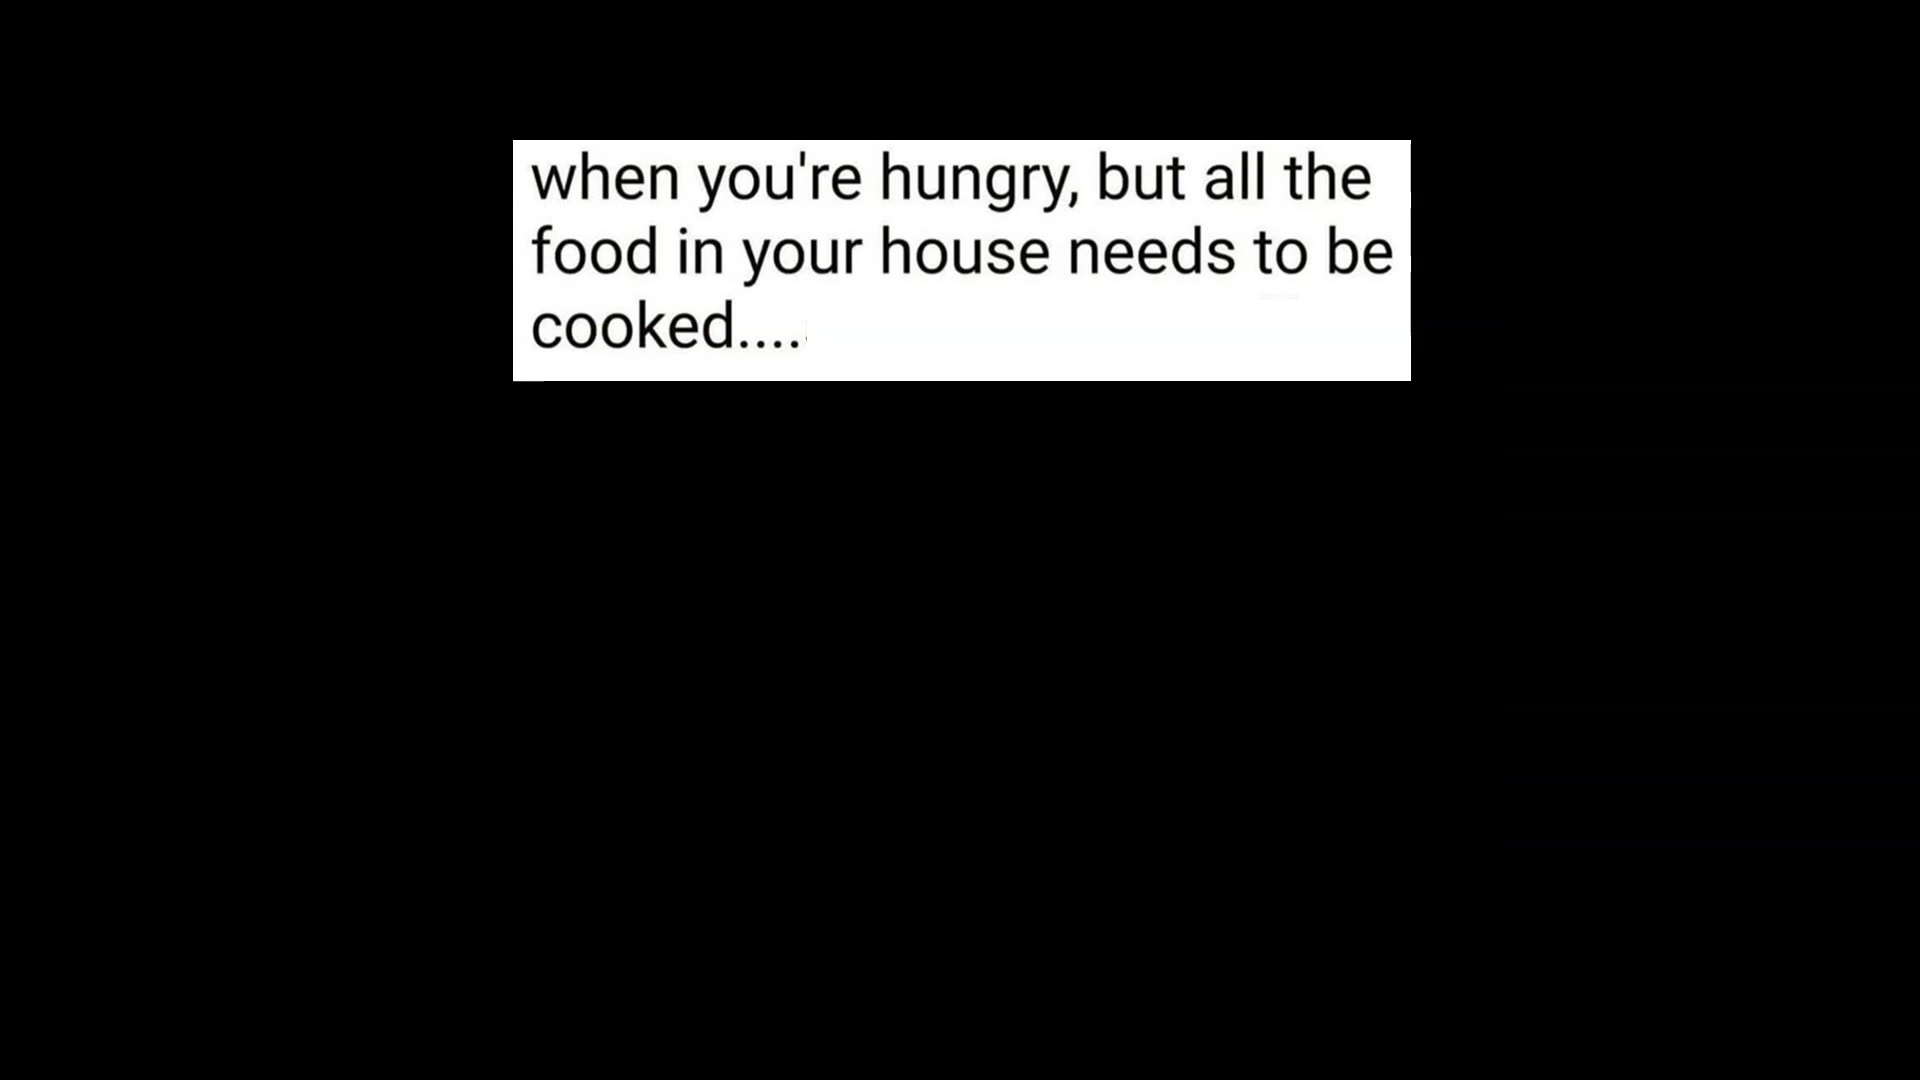 when you're hungry, but all the
food in your house needs to be
cooked....